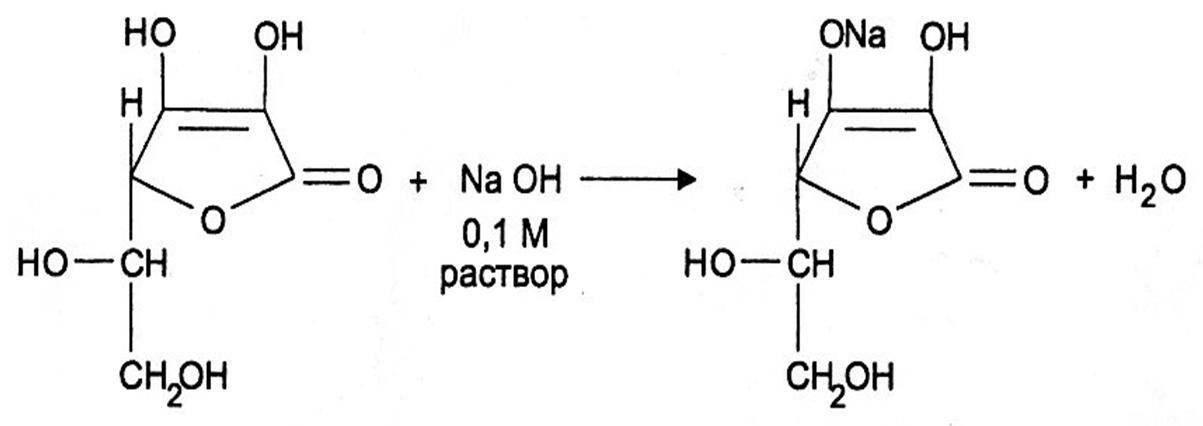 HO OH
H
O
O
HO—CH
CH₂OH
+ Na OH
0,1 М
раствор
ONa OH
H
O
O
HO—CH
CH₂OH
+ H₂O